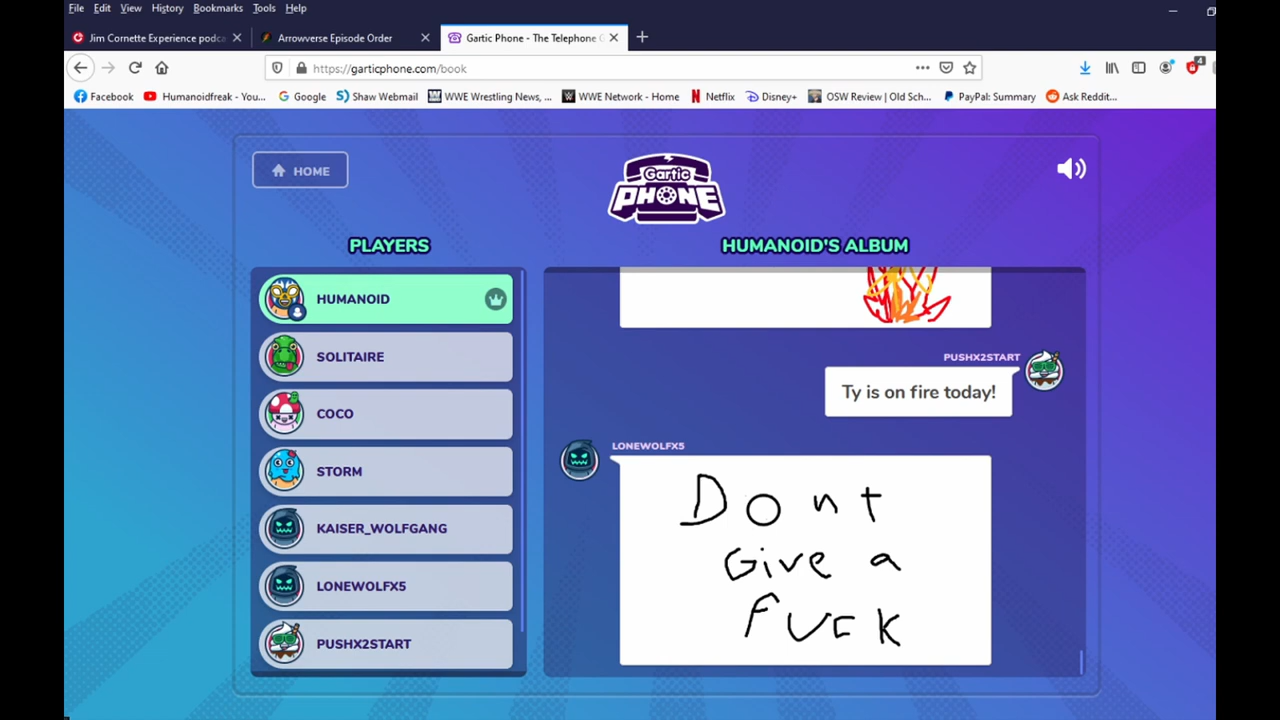 File Edit View History Bookmarks Tools Help
Jim Cornette Experience podca
Arrowverse Episode Order
Gartic Phone - The Telephone G
https://garticphone.com/book
4
Facebook
Humanoidfreak - You...
Google
Shaw Webmail
WWE Wrestling News, ...
WWE Network - Home
Netflix
Disney+
OSW Review | Old Sch...
PayPal: Summary
Ask Reddit...
HOME
Gartic
PHONE
PLAYERS
HUMANOID'S ALBUM
HUMANOID
SOLITAIRE
COCO
STORM
KAISER_WOLFGANG
LONEWOLFX5
PUSHX2START
PUSHX2START
Ty is on fire today!
LONEWOLFX5
Dont
Give a
FUCK